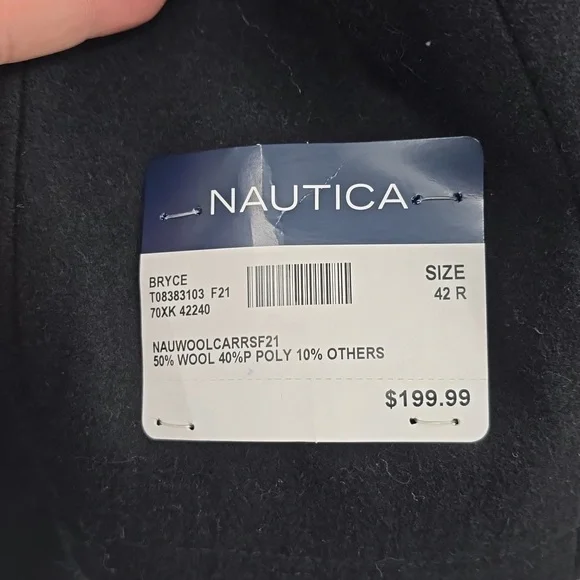 NAUTICA
BRYCE
T08383103 F21
70XK 42240
SIZE
42 R
NAUWOOLCARRSF21
50% WOOL 40%P POLY 10% OTHERS
$199.99